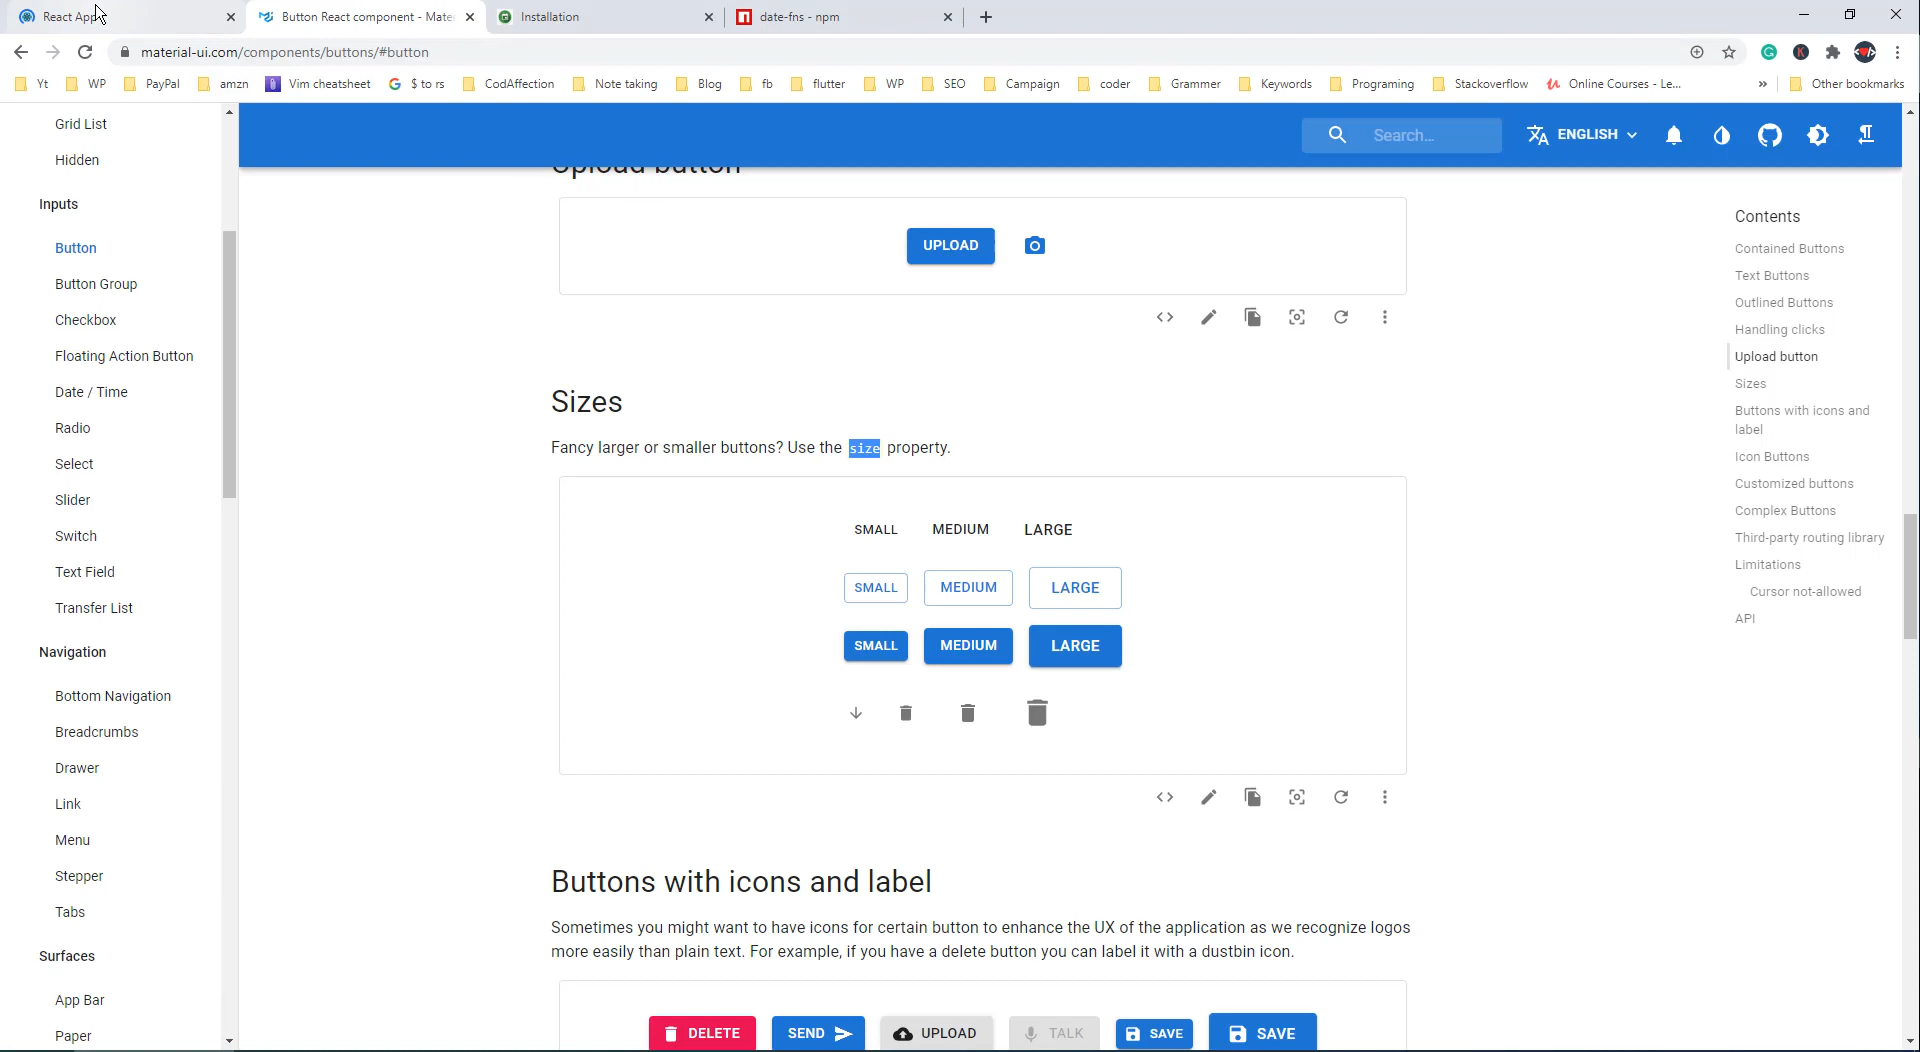 React App
Button React component - Mate
Installation
date-fns - npm
material-ui.com/components/buttons/#button
Yt
WP
PayPal
amzn
Vim cheatsheet
$ to rs
CodAffection
Note taking
Blog
fb
flutter
WP
SEO
Campaign
coder
Grammer
Keywords
Programing
Stackoverflow
Online Courses - Le...
»
Other bookmarks
Search…
ENGLISH
Grid List
Hidden
Inputs
Button
Button Group
Checkbox
Floating Action Button
Date / Time
Radio
Select
Slider
Switch
Text Field
Transfer List
Navigation
Bottom Navigation
Breadcrumbs
Drawer
Link
Menu
Stepper
Tabs
Surfaces
App Bar
Paper
Upload button
UPLOAD
Sizes
Fancy larger or smaller buttons? Use the size property.
SMALL MEDIUM LARGE
SMALL MEDIUM LARGE
SMALL MEDIUM LARGE
Buttons with icons and label
Sometimes you might want to have icons for certain button to enhance the UX of the application as we recognize logos
more easily than plain text. For example, if you have a delete button you can label it with a dustbin icon.
DELETE SEND UPLOAD TALK SAVE SAVE
Contents
Contained Buttons
Text Buttons
Outlined Buttons
Handling clicks
Upload button
Sizes
Buttons with icons and
label
Icon Buttons
Customized buttons
Complex Buttons
Third-party routing library
Limitations
Cursor not-allowed
API